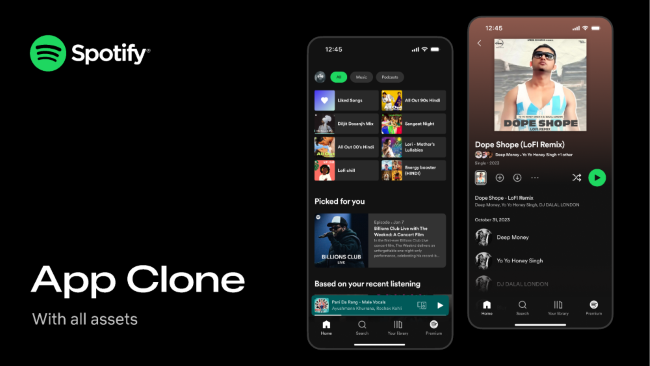 Spotify®
App Clone
With all assets
12:45
All
Music
Podcasts
Liked Songs
All Out 90s Hindi
Diljit Dosanjh Mix
Sangeet Night
All Out 00's Hindi
Lori - Mother's
Lullabies
Lofi chill
Energy booster
(HINDI)
Picked for you
Episode · Jan 7
Billions Club Live with The
Weeknd: A Concert Film
BILLIONS CLUB
LIVE
Based on your recent listening
Pari Ek Rang - Male Vocals
Home
Search
Your library
Premium
12:45
DOPE SHOPE
LOFI REMIX
Dope Shope (LoFI Remix)
Deep Money · Yo Yo Honey Singh +1 other
Single · 2023
Dope Shope - LoFI Remix
Deep Money, Yo Yo Honey Singh, DJ DALAL LONDON
October 31, 2023
Deep Money
Yo Yo Honey Singh
DJ DALAL LONDON
Home
Search
Your library
Premium